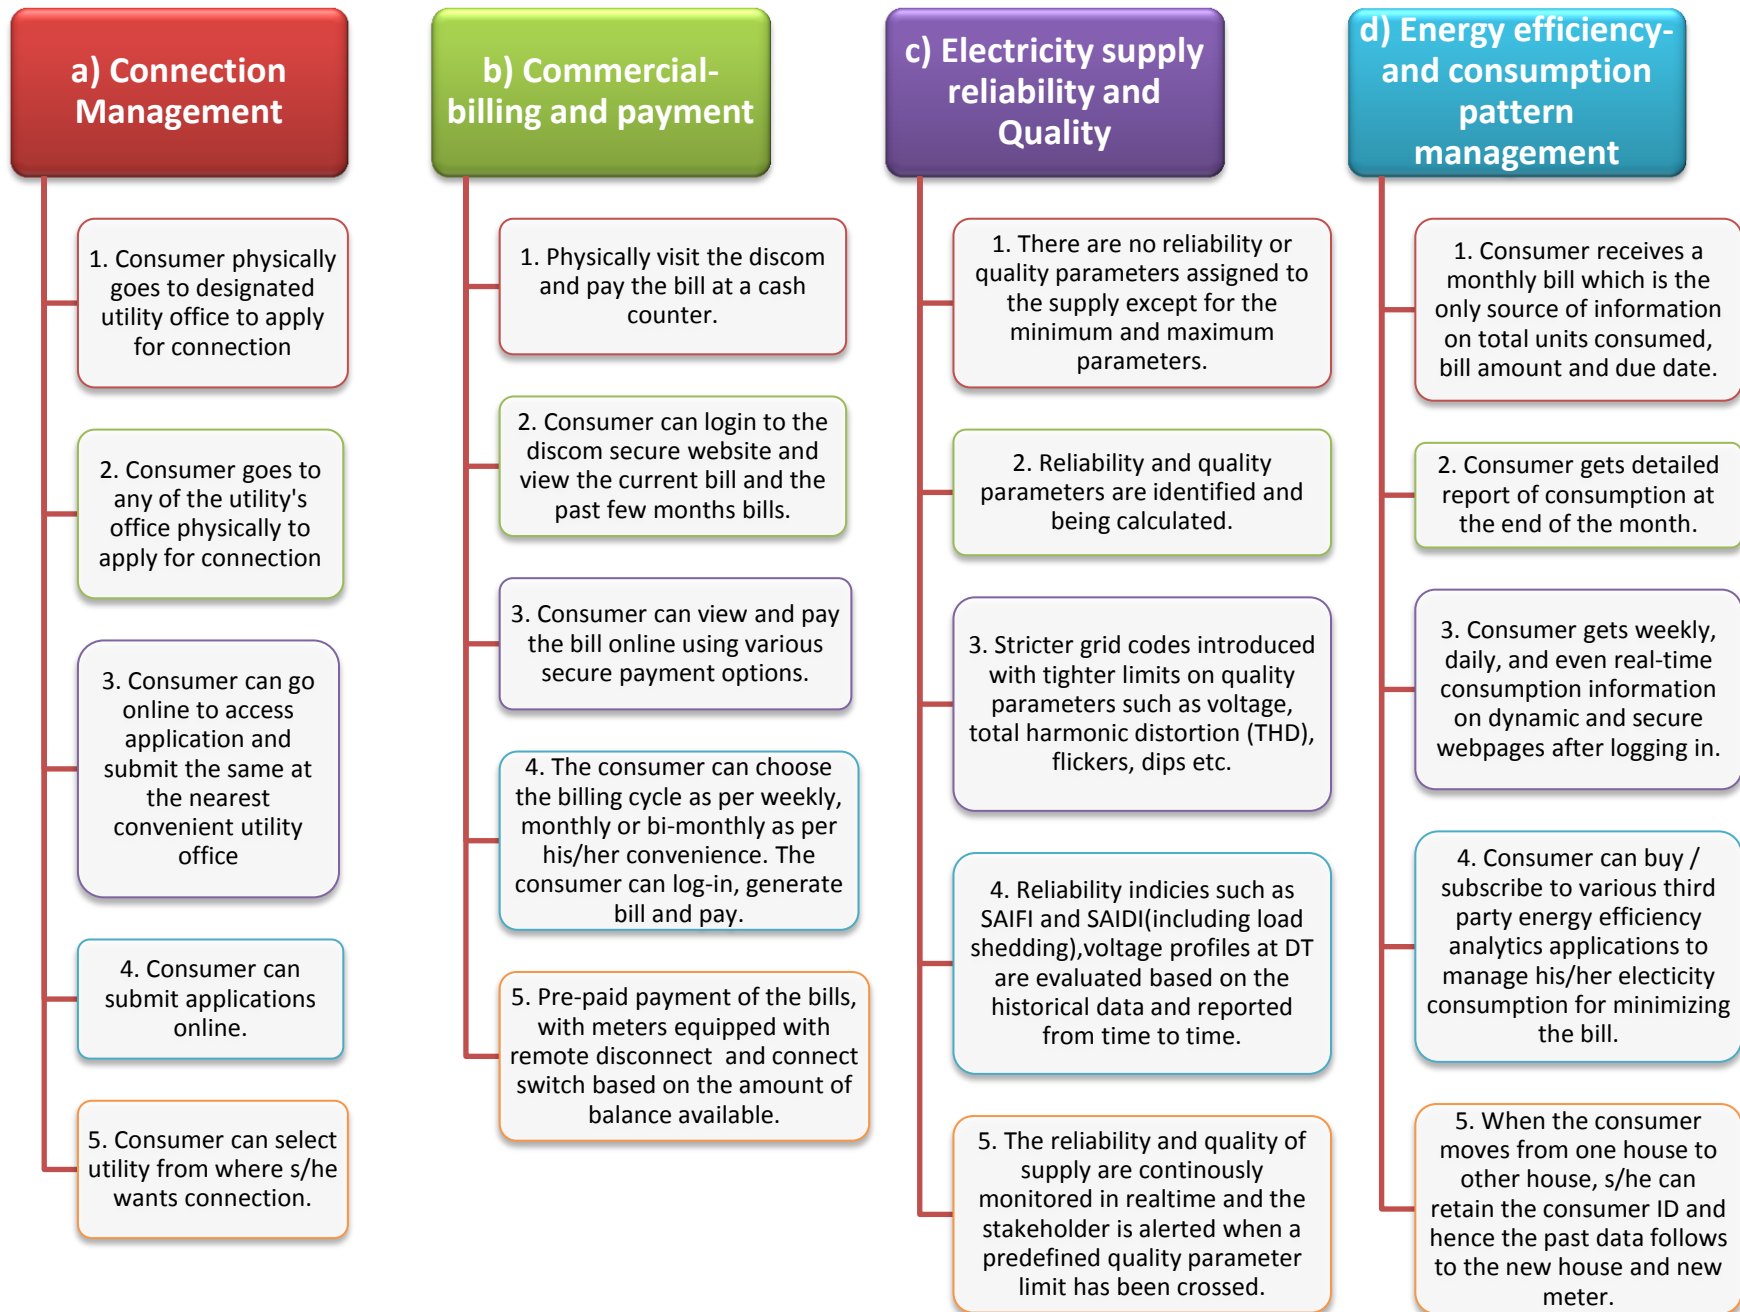 a) Connection
Management
1. Consumer physically
goes to designated
utility office to apply
for connection
2. Consumer goes to
any of the utility's
office physically to
apply for connection
3. Consumer can go
online to access
application and
submit the same at
the nearest
convenient utility
office
4. Consumer can
submit applications
online.
5. Consumer can select
utility from where s/he
wants connection.
b) Commercial-
billing and payment
1. Physically visit the discom
and pay the bill at a cash
counter.
2. Consumer can login to the
discom secure website and
view the current bill and the
past few months bills.
3. Consumer can view and pay
the bill online using various
secure payment options.
4. The consumer can choose
the billing cycle as per weekly,
monthly or bi-monthly as per
his/her convenience. The
consumer can log-in, generate
bill and pay.
5. Pre-paid payment of the bills,
with meters equipped with
remote disconnect  and connect
switch based on the amount of
balance available.
c) Electricity supply
reliability and
Quality
1. There are no reliability or
quality parameters assigned to
the supply except for the
minimum and maximum
parameters.
2. Reliability and quality
parameters are identified and
being calculated.
3. Stricter grid codes introduced
with tighter limits on quality
parameters such as voltage,
total harmonic distortion (THD),
flickers, dips etc.
4. Reliability indicies such as
SAIFI and SAIDI(including load
shedding),voltage profiles at DT
are evaluated based on the
historical data and reported
from time to time.
5. The reliability and quality of
supply are continously
monitored in realtime and the
stakeholder is alerted when a
predefined quality parameter
limit has been crossed.
d) Energy efficiency-
and consumption
pattern
management
1. Consumer receives a
monthly bill which is the
only source of information
on total units consumed,
bill amount and due date.
2. Consumer gets detailed
report of consumption at
the end of the month.
3. Consumer gets weekly,
daily, and even real-time
consumption information
on dynamic and secure
webpages after logging in.
4. Consumer can buy /
subscribe to various third
party energy efficiency
analytics applications to
manage his/her electicity
consumption for minimizing
the bill.
5. When the consumer
moves from one house to
other house, s/he can
retain the consumer ID and
hence the past data follows
to the new house and new
meter.